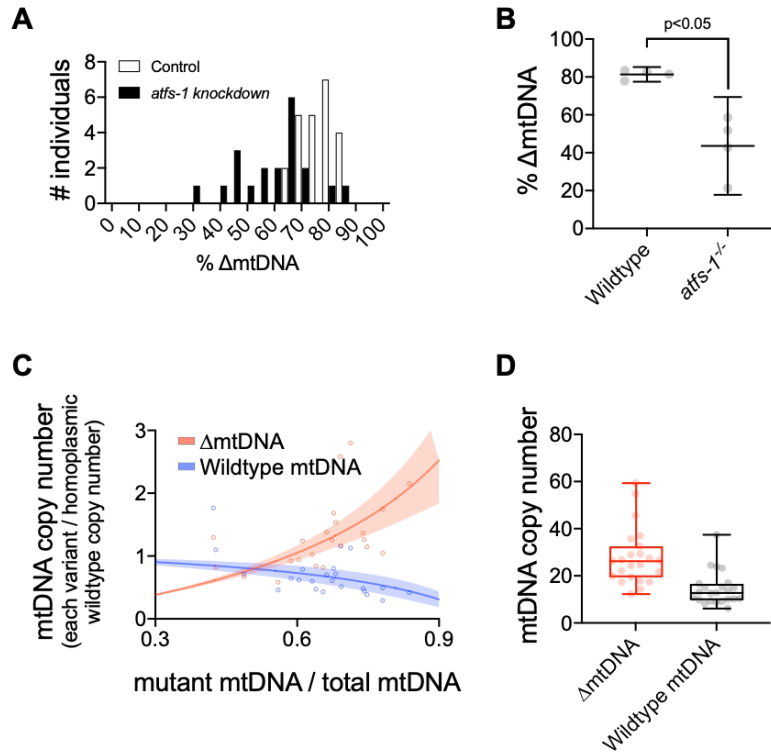 A
Control
atfs-1 knockdown
# individuals
8
6
4
2
0
0
10
20
30
40
50
60
70
80
90
100
% ΔmtDNA
B
p<0.05
% ΔmtDNA
100
80
60
40
20
0
Wildtype
atfs-1-/-
C
mtDNA copy number
(each variant / homoplasmic
wildtype copy number)
3
2
1
0
ΔmtDNA
Wildtype mtDNA
0.3
0.6
0.9
mutant mtDNA / total mtDNA
D
mtDNA copy number
80
60
40
20
0
ΔmtDNA
Wildtype mtDNA